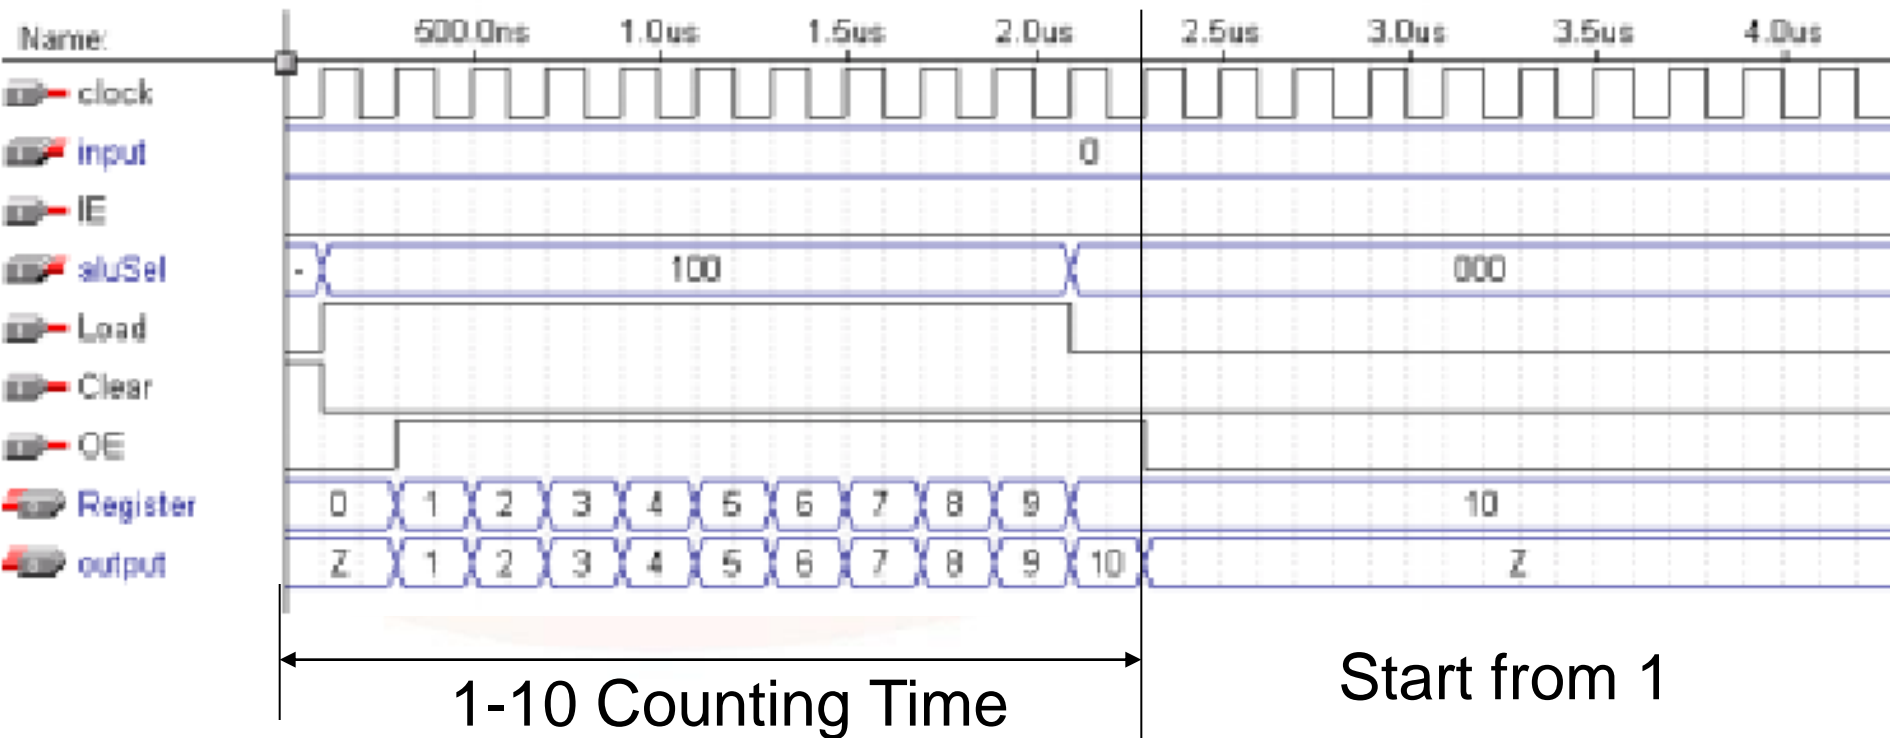 Name: 500.0ns 1.0us 1.5us 2.0us 2.5us 3.0us 3.5us 4.0us
clock
input 0
IE
aluSel - 100 000
Load
Clear
OE
Register 0 1 2 3 4 5 6 7 8 9 10
output Z 1 2 3 4 5 6 7 8 9 10 Z
1-10 Counting Time
Start from 1